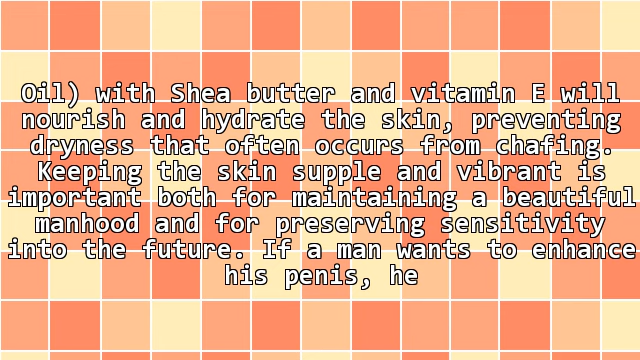 Oil) with Shea butter and vitamin E will
nourish and hydrate the skin, preventing
dryness that often occurs from chafing.
Keeping the skin supple and vibrant is
important both for maintaining a beautiful
manhood and for preserving sensitivity
into the future. If a man wants to enhance
his penis, he